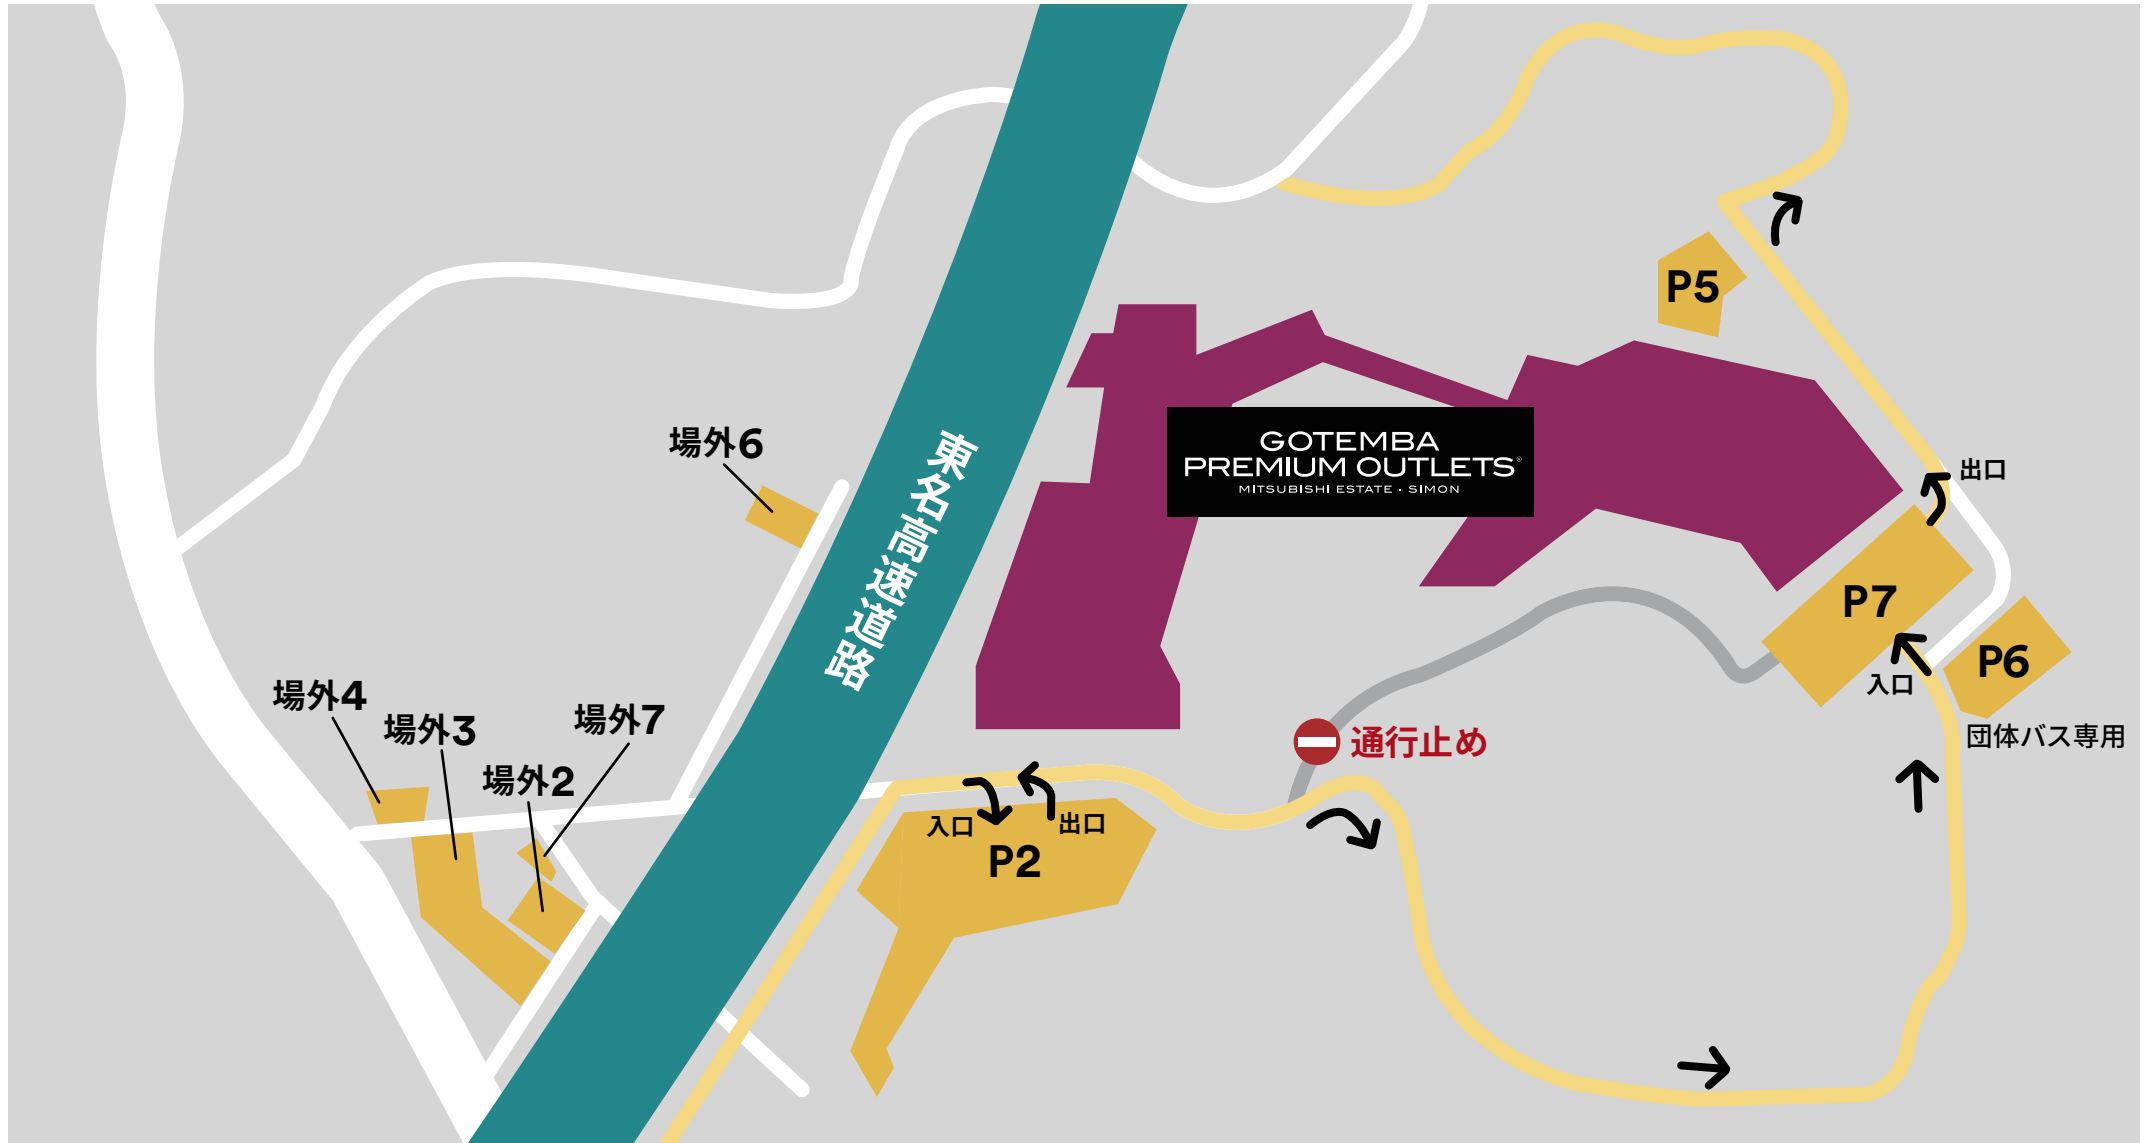 P5
場外6
東名高速道路
GOTEMBA
PREMIUM OUTLETS®
MITSUBISHI ESTATE · SIMON
出口
P7
P6
入口
団体バス専用
場外4
場外3
場外7
場外2
通行止め
入口
出口
P2